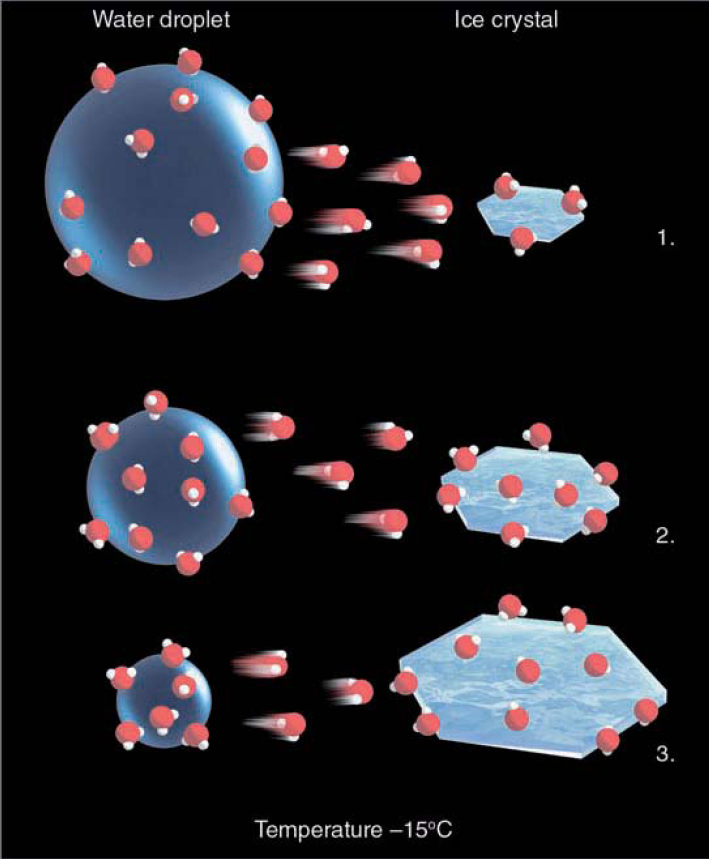 Water droplet
Ice crystal
1.
2.
3.
Temperature –15°C